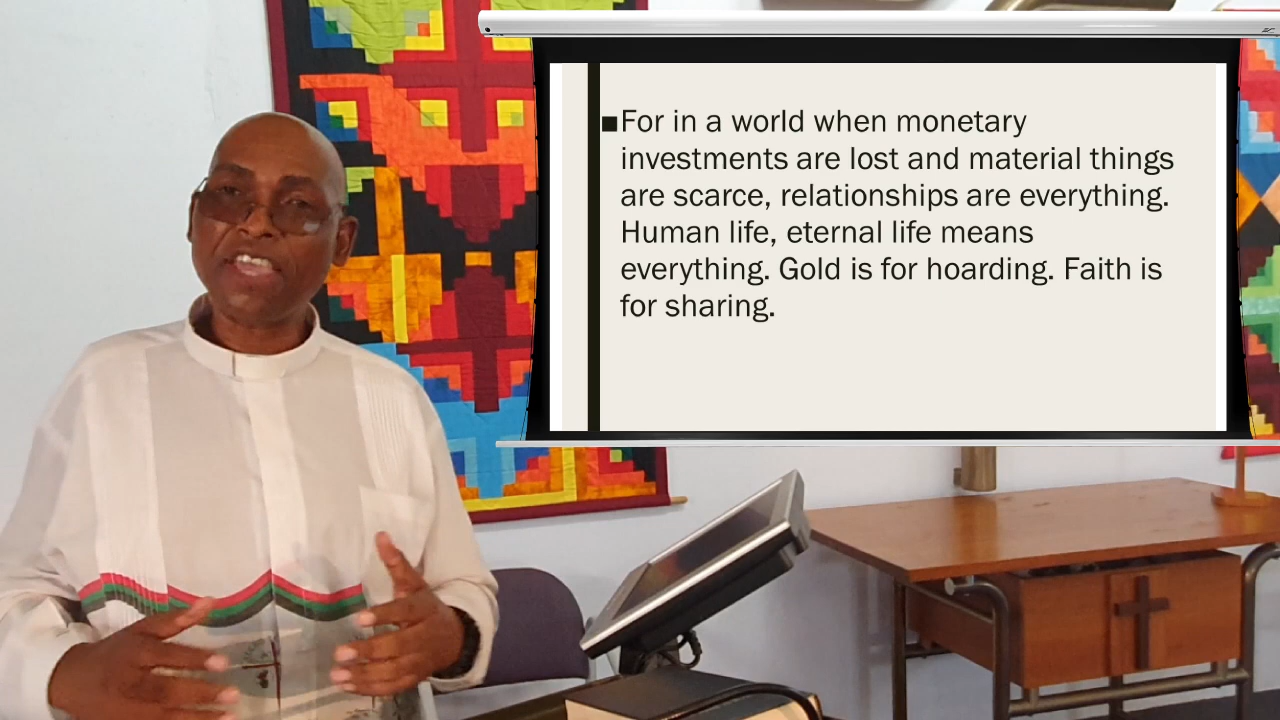 ■For in a world when monetary
investments are lost and material things
are scarce, relationships are everything.
Human life, eternal life means
everything. Gold is for hoarding. Faith is
for sharing.